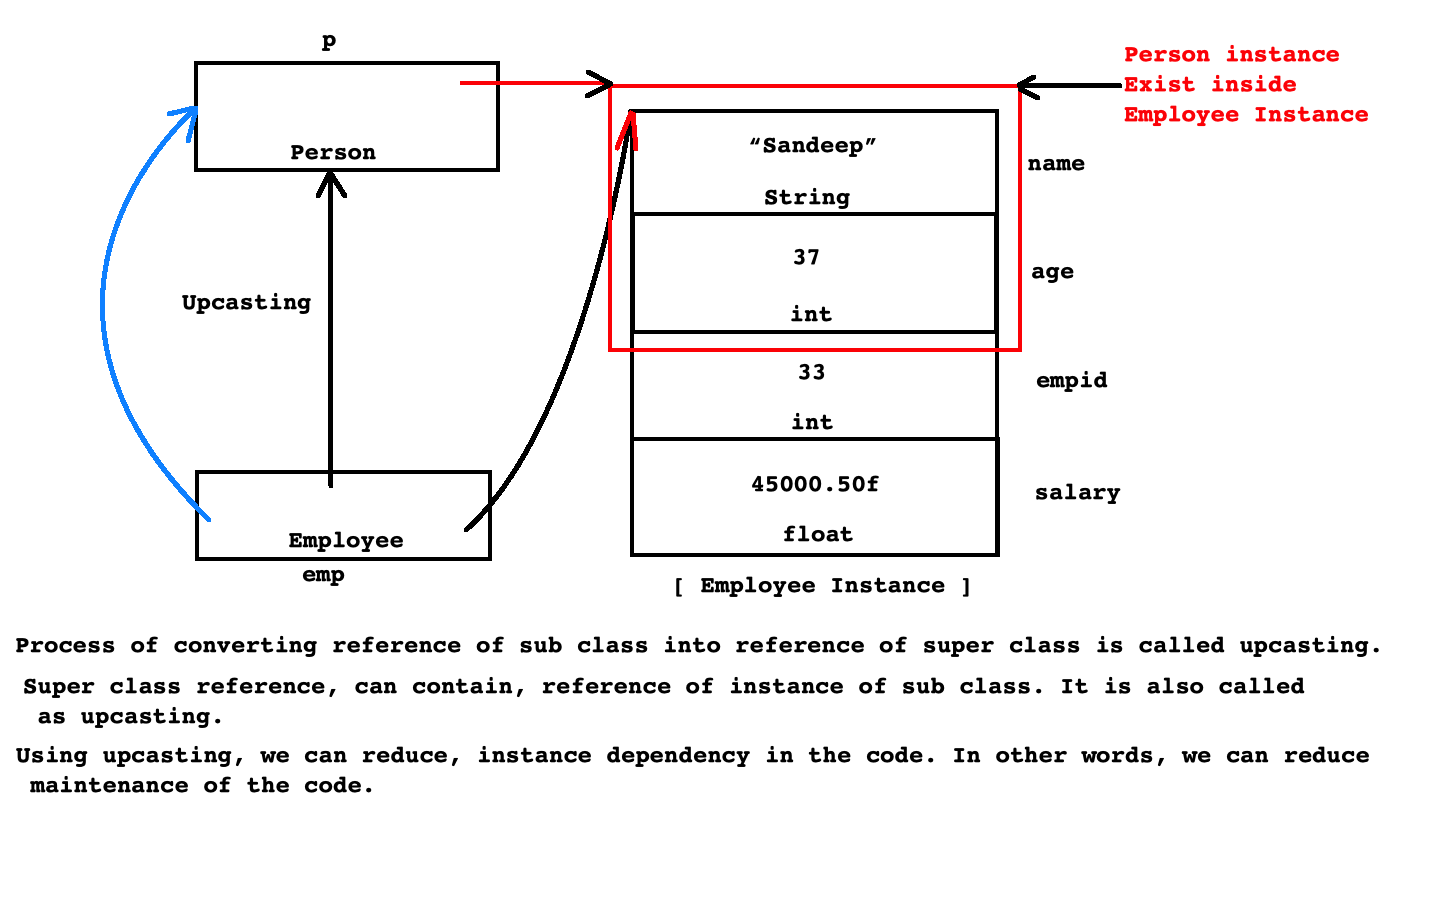 p
Person
Upcasting
Employee
emp
Person instance
Exist inside
Employee Instance
“Sandeep”
String
name
37
int
age
33
int
empid
45000.50f
float
salary
[ Employee Instance ]
Process of converting reference of sub class into reference of super class is called upcasting.
Super class reference, can contain, reference of instance of sub class. It is also called
as upcasting.
Using upcasting, we can reduce, instance dependency in the code. In other words, we can reduce
maintenance of the code.